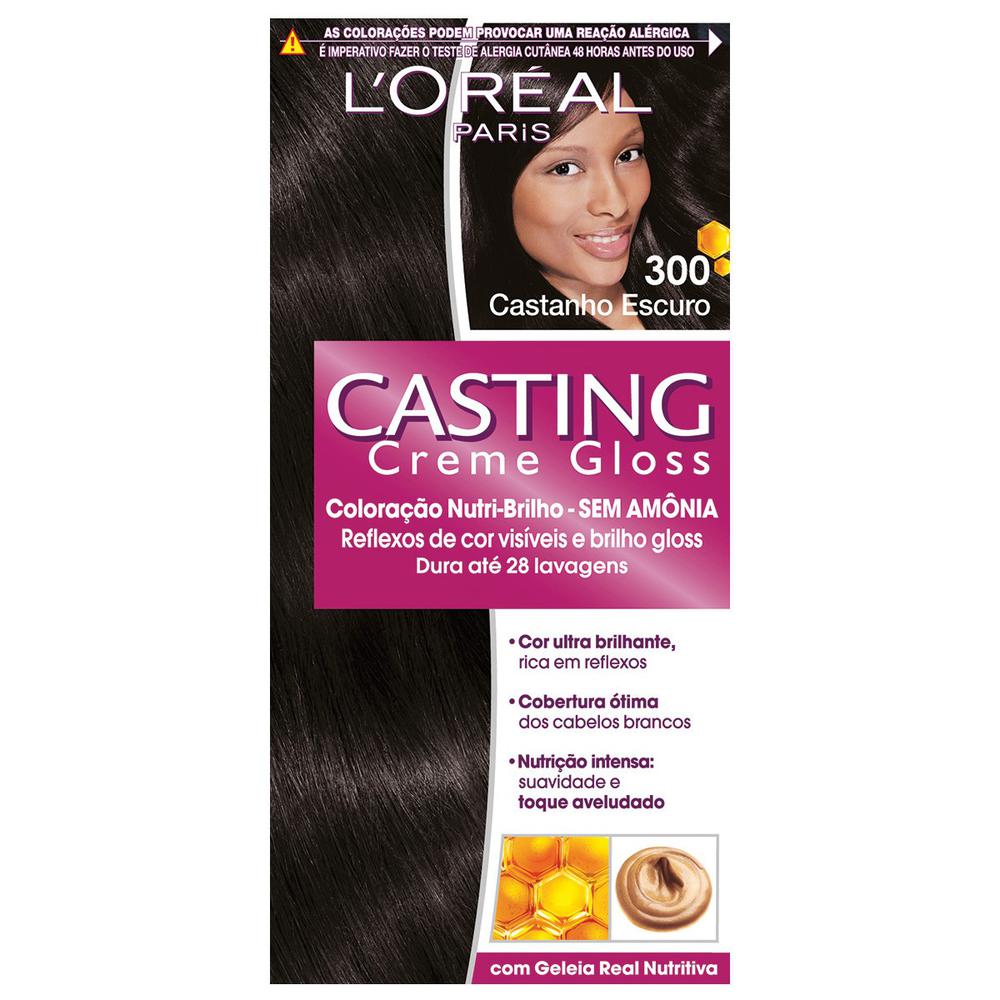 AS COLORAÇÕES PODEM PROVOCAR UMA REAÇÃO ALÉRGICA
É IMPERATIVO FAZER O TESTE DE ALERGIA CUTÂNEA 48 HORAS ANTES DO USO
L'ORÉAL
PARiS
300
Castanho Escuro
CASTING
Creme Gloss
Coloração Nutri-Brilho - SEM AMÔNIA
Reflexos de cor visíveis e brilho gloss
Dura até 28 lavagens
• Cor ultra brilhante,
rica em reflexos
• Cobertura ótima
dos cabelos brancos
• Nutrição intensa:
suavidade e
toque aveludado
com Geleia Real Nutritiva